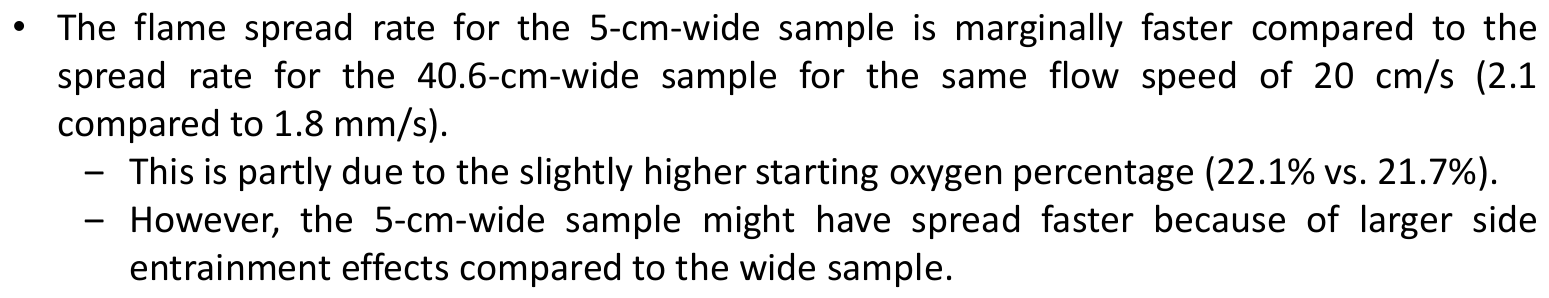 • The flame spread rate for the 5-cm-wide sample is marginally faster compared to the
spread rate for the 40.6-cm-wide sample for the same flow speed of 20 cm/s (2.1
compared to 1.8 mm/s).
– This is partly due to the slightly higher starting oxygen percentage (22.1% vs. 21.7%).
– However, the 5-cm-wide sample might have spread faster because of larger side
entrainment effects compared to the wide sample.